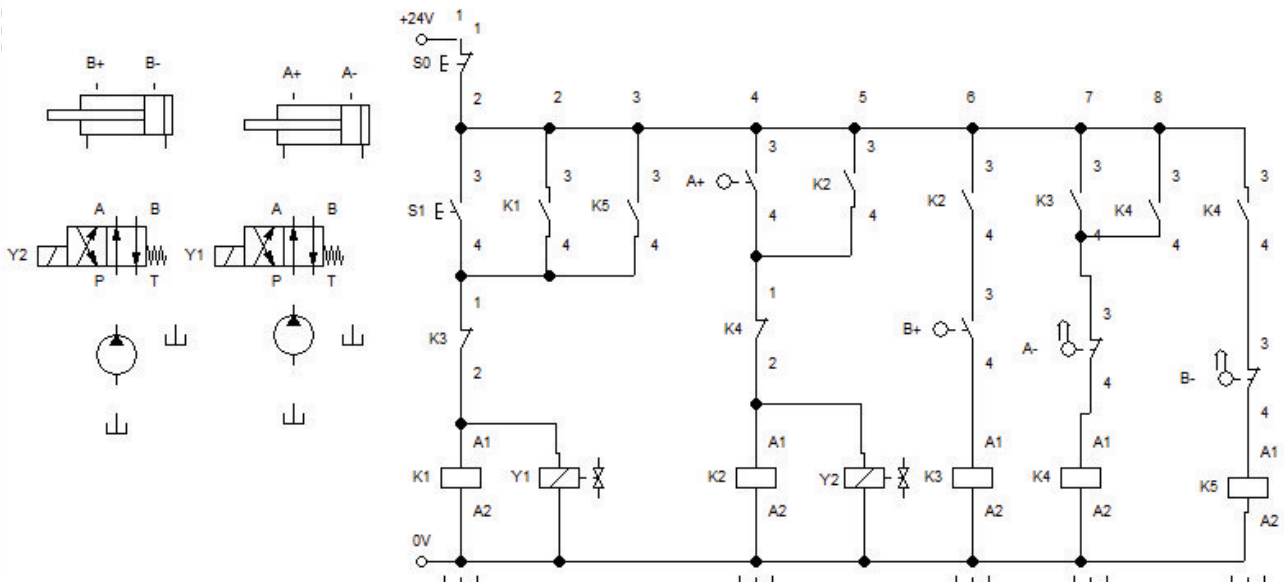 +24V 1
1
S0
B+ B- A+ A-
2 2 3 4 5 6 7 8
3 3 3 3 3 3 3 3 3
A+ K2
S1 K1 K5 K2 K3 K4 K4
4 4 4 4 4 4 4 4 4
A B A B
Y2 Y1
P T P T
1 1 3 3 3
K3 K4 B+ A- B-
2 2 4 4 4
A1 A1 A1 A1 A1
K1 Y1 K2 Y2 K3 K4 K5
A2 A2 A2 A2 A2
0V